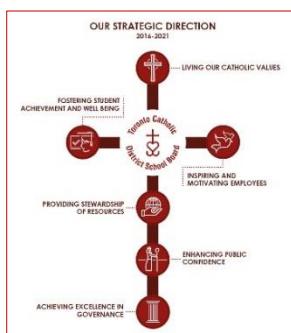 OUR STRATEGIC DIRECTION
2016-2021
LIVING OUR CATHOLIC VALUES
FOSTERING STUDENT
ACHIEVEMENT AND WELL BEING
Toronto Catholic
District School Board
INSPIRING AND
MOTIVATING EMPLOYEES
PROVIDING STEWARDSHIP
OF RESOURCES
ENHANCING PUBLIC
CONFIDENCE
ACHIEVING EXCELLENCE IN
GOVERNANCE